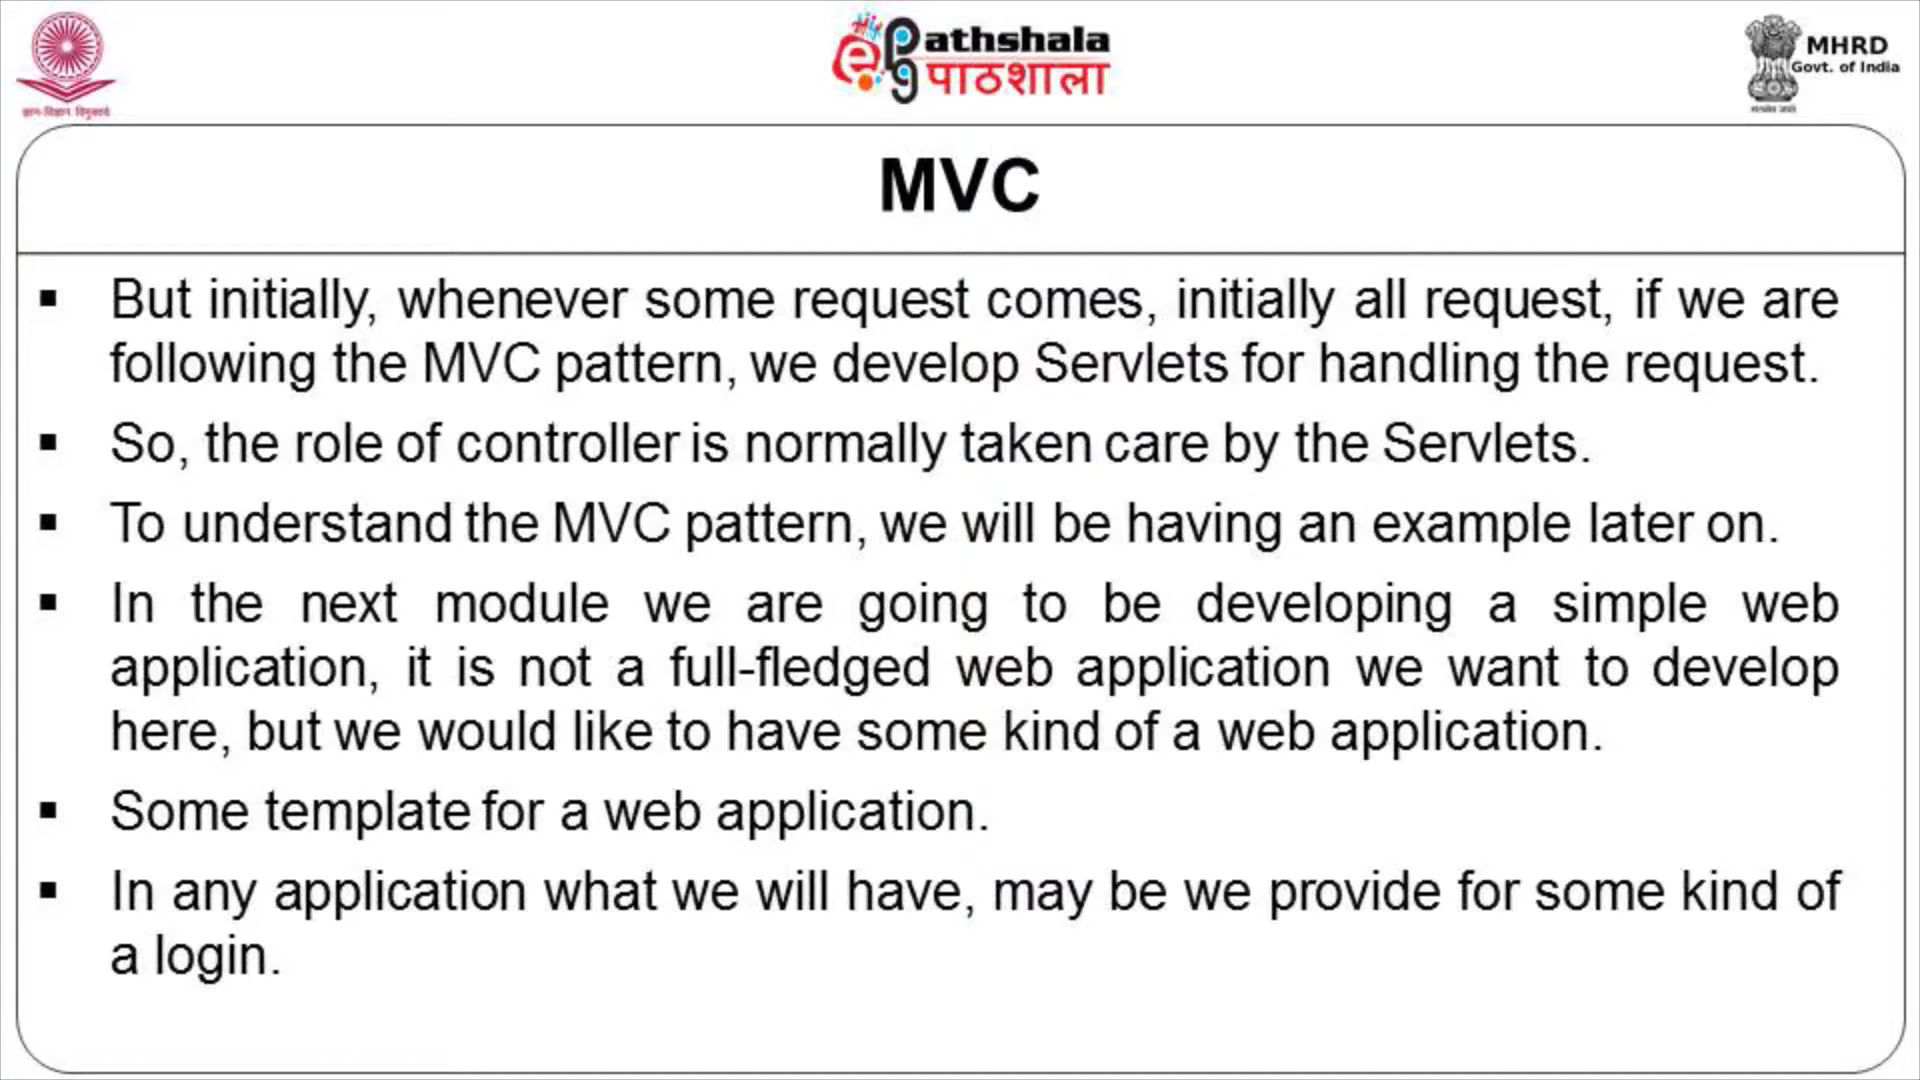 ज्ञान-विज्ञान विमुक्तये
ePathshala
पाठशाला
MHRD
Govt. of India
सत्यमेव जयते
MVC
▪ But initially, whenever some request comes, initially all request, if we are
following the MVC pattern, we develop Servlets for handling the request.
▪ So, the role of controller is normally taken care by the Servlets.
▪ To understand the MVC pattern, we will be having an example later on.
▪ In the next module we are going to be developing a simple web
application, it is not a full-fledged web application we want to develop
here, but we would like to have some kind of a web application.
▪ Some template for a web application.
▪ In any application what we will have, may be we provide for some kind of
a login.